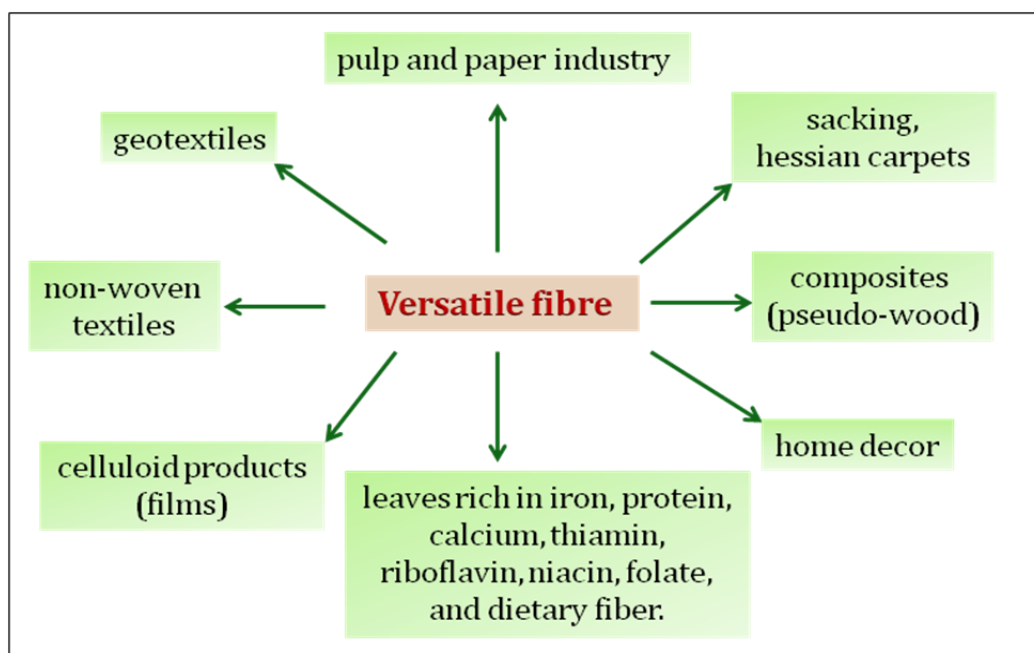 pulp and paper industry
geotextiles
sacking,
hessian carpets
non-woven
textiles
Versatile fibre
composites
(pseudo-wood)
celluloid products
(films)
home decor
leaves rich in iron, protein,
calcium, thiamin,
riboflavin, niacin, folate,
and dietary fiber.